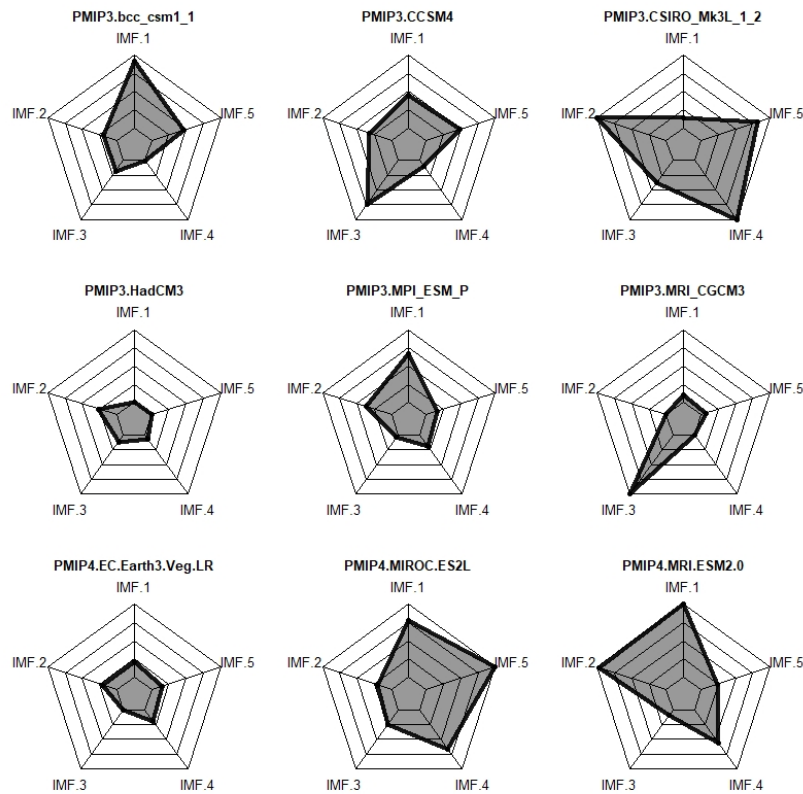 PMIP3.bcc_csm1_1
IMF.1
IMF.2
IMF.5
IMF.3
IMF.4
PMIP3.CCSM4
IMF.1
IMF.2
IMF.5
IMF.3
IMF.4
PMIP3.CSIRO_Mk3L_1_2
IMF.1
IMF.2
IMF.5
IMF.3
IMF.4
PMIP3.HadCM3
IMF.1
IMF.2
IMF.5
IMF.3
IMF.4
PMIP3.MPI_ESM_P
IMF.1
IMF.2
IMF.5
IMF.3
IMF.4
PMIP3.MRI_CGCM3
IMF.1
IMF.2
IMF.5
IMF.3
IMF.4
PMIP4.EC.Earth3.Veg.LR
IMF.1
IMF.2
IMF.5
IMF.3
IMF.4
PMIP4.MIROC.ES2L
IMF.1
IMF.2
IMF.5
IMF.3
IMF.4
PMIP4.MRI.ESM2.0
IMF.1
IMF.2
IMF.5
IMF.3
IMF.4